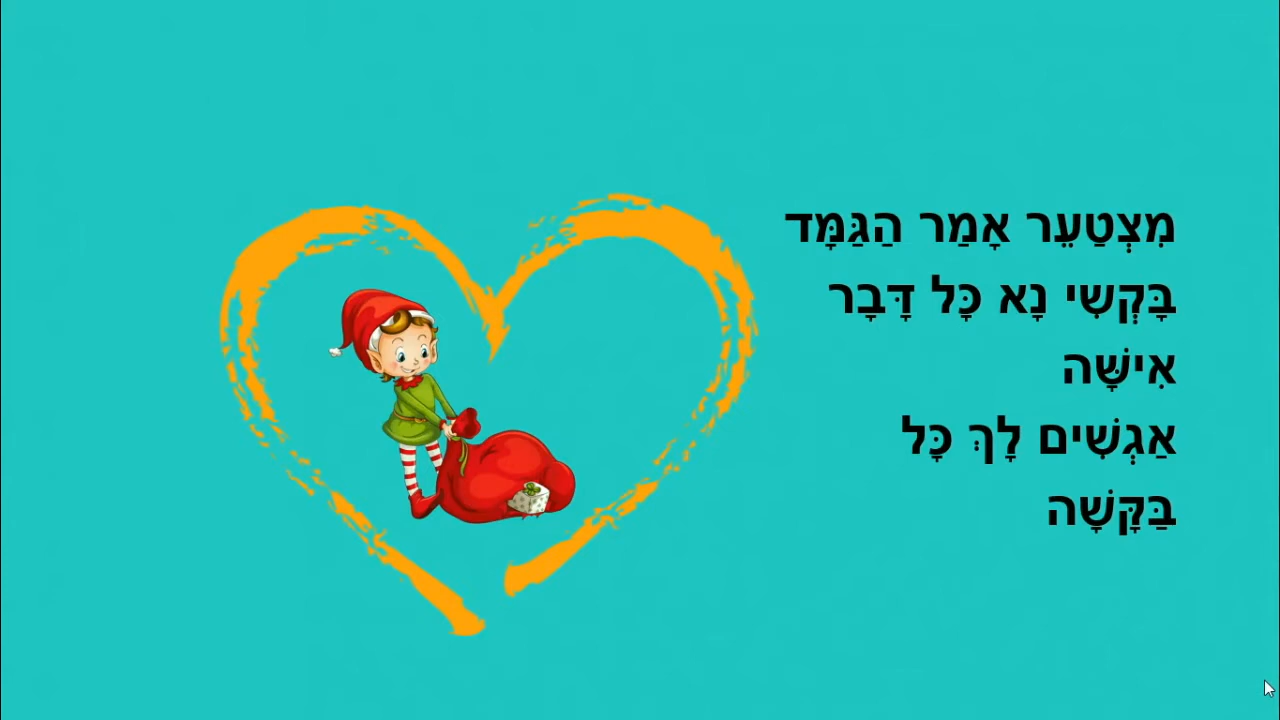 מִצְטַעֵר אָמַר הַגַּמָּד
בָּקְשִׁי נָא כָּל דָּבָר
אִישָּׁה
אַגְשִׁים לָךְ כָּל
בַּקָּשָׁה